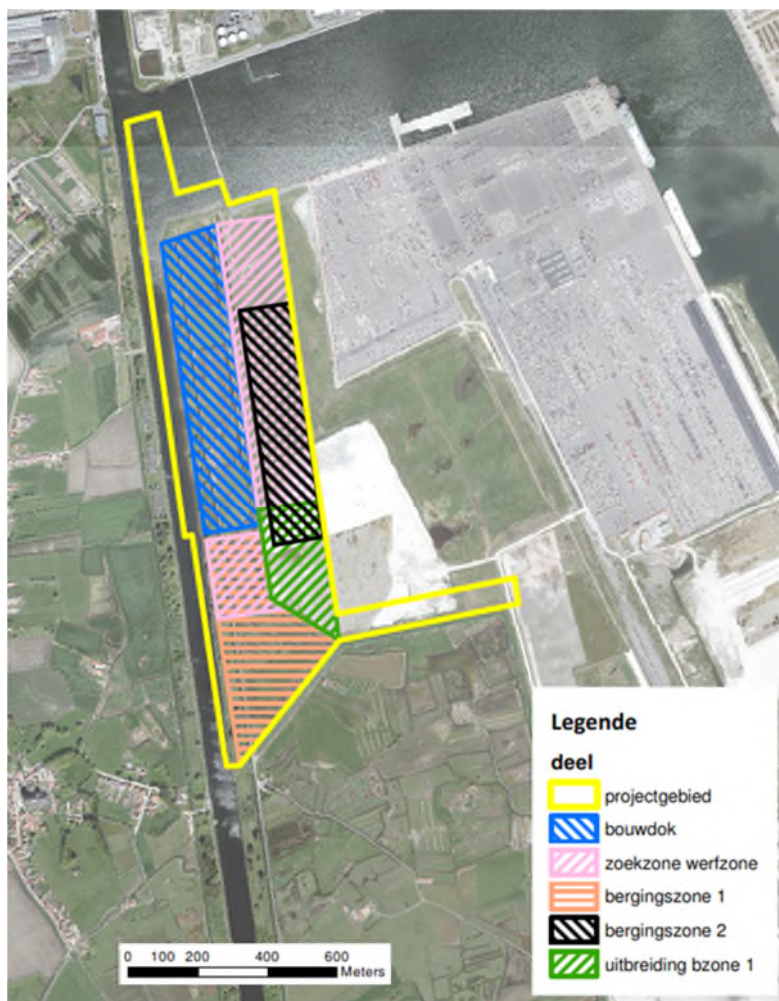 Legende
deel
projectgebied
bouwdok
zoekzone werfzone
bergingszone 1
bergingszone 2
uitbreiding bzone 1
0 100 200 400 600
Meters